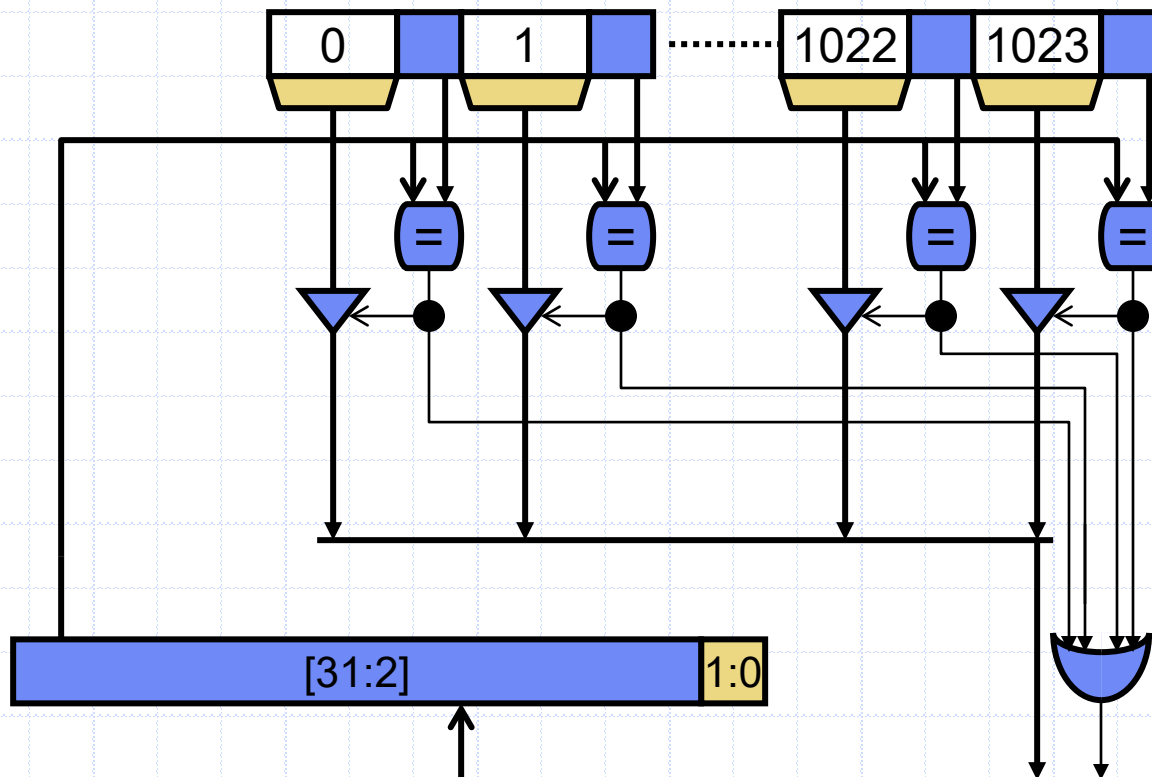 0 1 1022 1023
= = = =
[31:2] 1:0